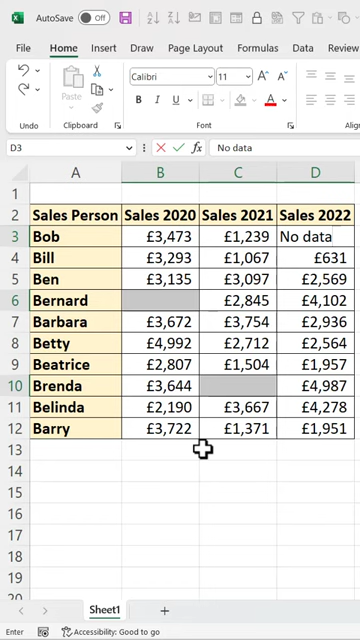 AutoSave Off
File Home Insert Draw Page Layout Formulas Data Review
Calibri 11 A A
Paste
B I U A
Undo Clipboard Font Alig
D3 fx No data
A B C D
1
2 Sales Person Sales 2020 Sales 2021 Sales 2022
3 Bob £3,473 £1,239 No data
4 Bill £3,293 £1,067 £631
5 Ben £3,135 £3,097 £2,569
6 Bernard £2,845 £4,102
7 Barbara £3,672 £3,754 £2,936
8 Betty £4,992 £2,712 £2,564
9 Beatrice £2,807 £1,504 £1,957
10 Brenda £3,644 £4,987
11 Belinda £2,190 £3,667 £4,278
12 Barry £3,722 £1,371 £1,951
13
14
15
16
17
18
19
20
Sheet1
Enter Accessibility: Good to go